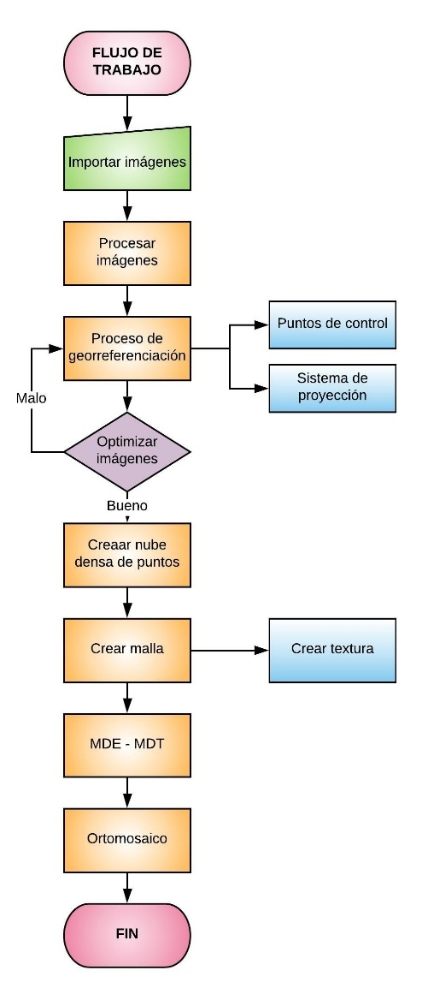 FLUJO DE
TRABAJO
Importar imágenes
Procesar
imágenes
Proceso de
georreferenciación
Puntos de control
Sistema de
proyección
Malo
Optimizar
imágenes
Bueno
Creaar nube
densa de puntos
Crear malla
Crear textura
MDE - MDT
Ortomosaico
FIN